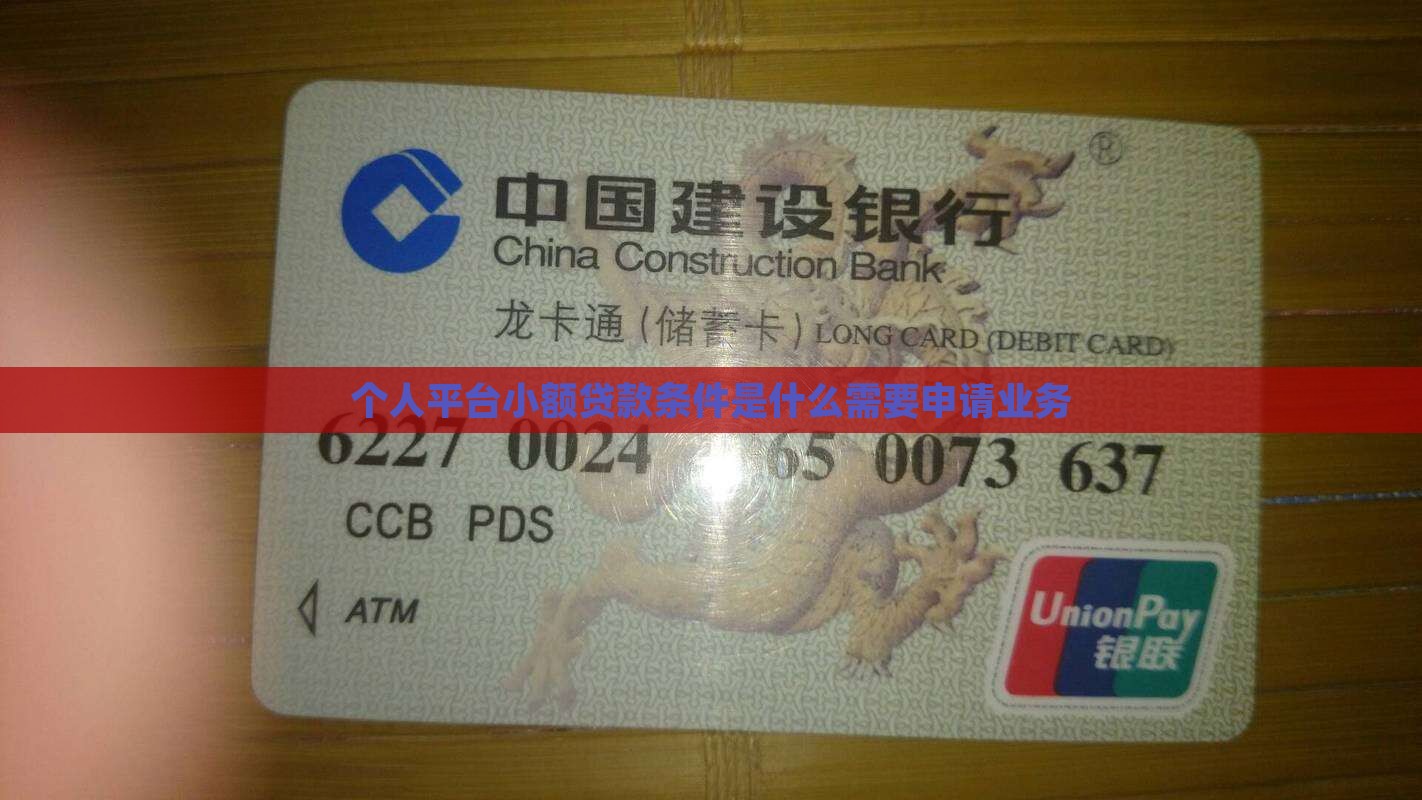 ®
中国建设银行
China Construction Bank
龙卡通(储蓄卡) LONG CARD (DEBIT CARD)
个人平台小额贷款条件是什么需要申请业务
6227 0024 0073 637
CCB PDS
ATM
UnionPay
银联